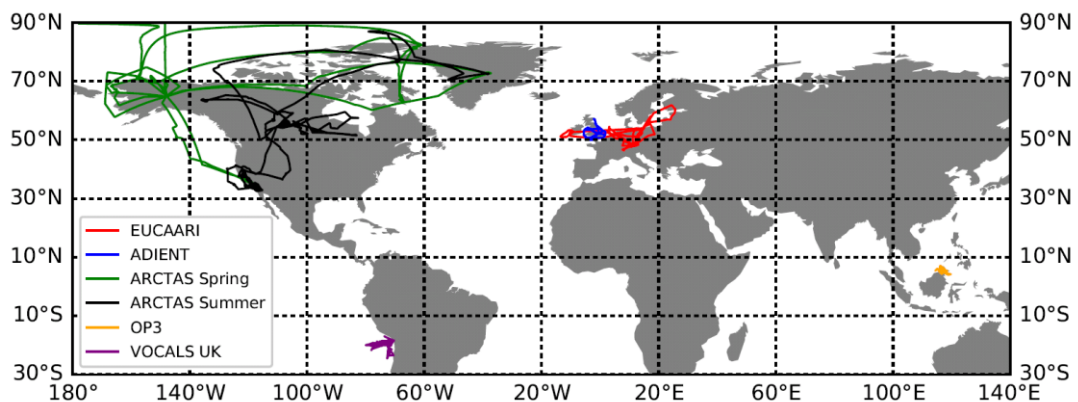 90°N
90°N
70°N
70°N
50°N
50°N
30°N
30°N
10°N
10°N
10°S
10°S
30°S
30°S
EUCAARI
ADIENT
ARCTAS Spring
ARCTAS Summer
OP3
VOCALS UK
180 140°W 100°W 60°W 20°W 20°E 60°E 100°E 140°E